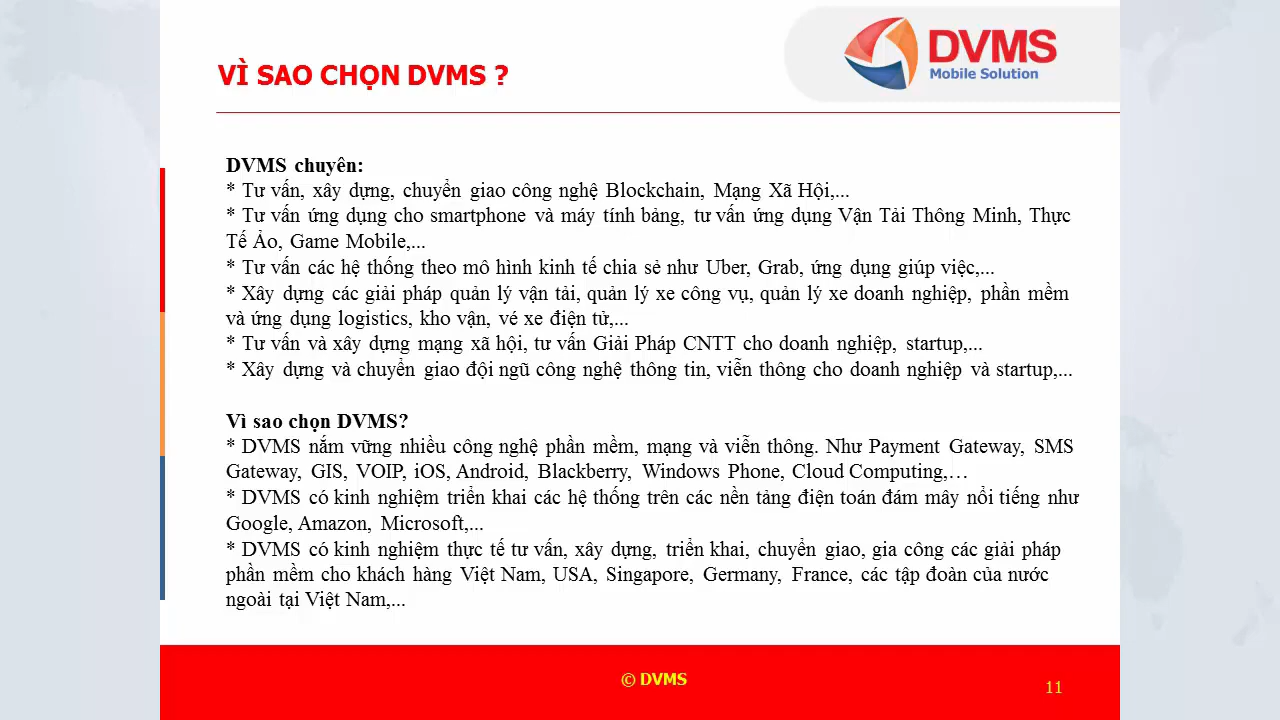 DVMS
Mobile Solution
VÌ SAO CHỌN DVMS ?
DVMS chuyên:
* Tư vấn, xây dựng, chuyển giao công nghệ Blockchain, Mạng Xã Hội,...
* Tư vấn ứng dụng cho smartphone và máy tính bảng, tư vấn ứng dụng Vận Tải Thông Minh, Thực
Tế Ảo, Game Mobile,...
* Tư vấn các hệ thống theo mô hình kinh tế chia sẻ như Uber, Grab, ứng dụng giúp việc,...
* Xây dựng các giải pháp quản lý vận tải, quản lý xe công vụ, quản lý xe doanh nghiệp, phần mềm
và ứng dụng logistics, kho vận, vé xe điện tử,...
* Tư vấn và xây dựng mạng xã hội, tư vấn Giải Pháp CNTT cho doanh nghiệp, startup,...
* Xây dựng và chuyển giao đội ngũ công nghệ thông tin, viễn thông cho doanh nghiệp và startup,...
Vì sao chọn DVMS?
* DVMS nắm vững nhiều công nghệ phần mềm, mạng và viễn thông. Như Payment Gateway, SMS
Gateway, GIS, VOIP, iOS, Android, Blackberry, Windows Phone, Cloud Computing,…
* DVMS có kinh nghiệm triển khai các hệ thống trên các nền tảng điện toán đám mây nổi tiếng như
Google, Amazon, Microsoft,...
* DVMS có kinh nghiệm thực tế tư vấn, xây dựng, triển khai, chuyển giao, gia công các giải pháp
phần mềm cho khách hàng Việt Nam, USA, Singapore, Germany, France, các tập đoàn của nước
ngoài tại Việt Nam,...
© DVMS
11